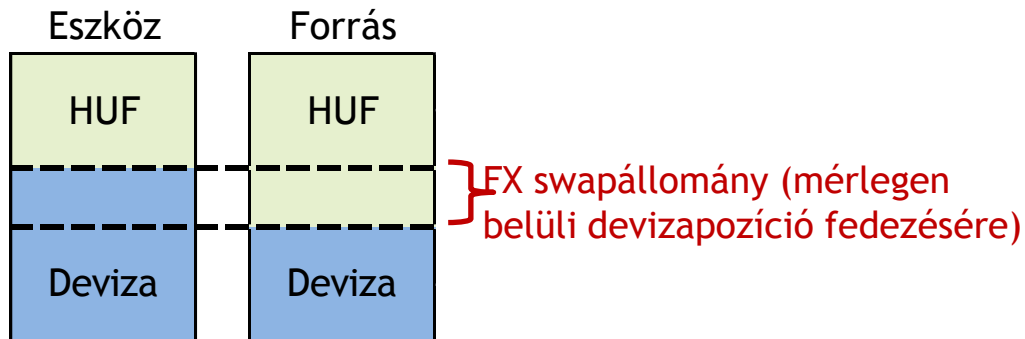 Eszköz Forrás
HUF HUF
FX swapállomány (mérlegen
belüli devizapozíció fedezésére)
Deviza Deviza